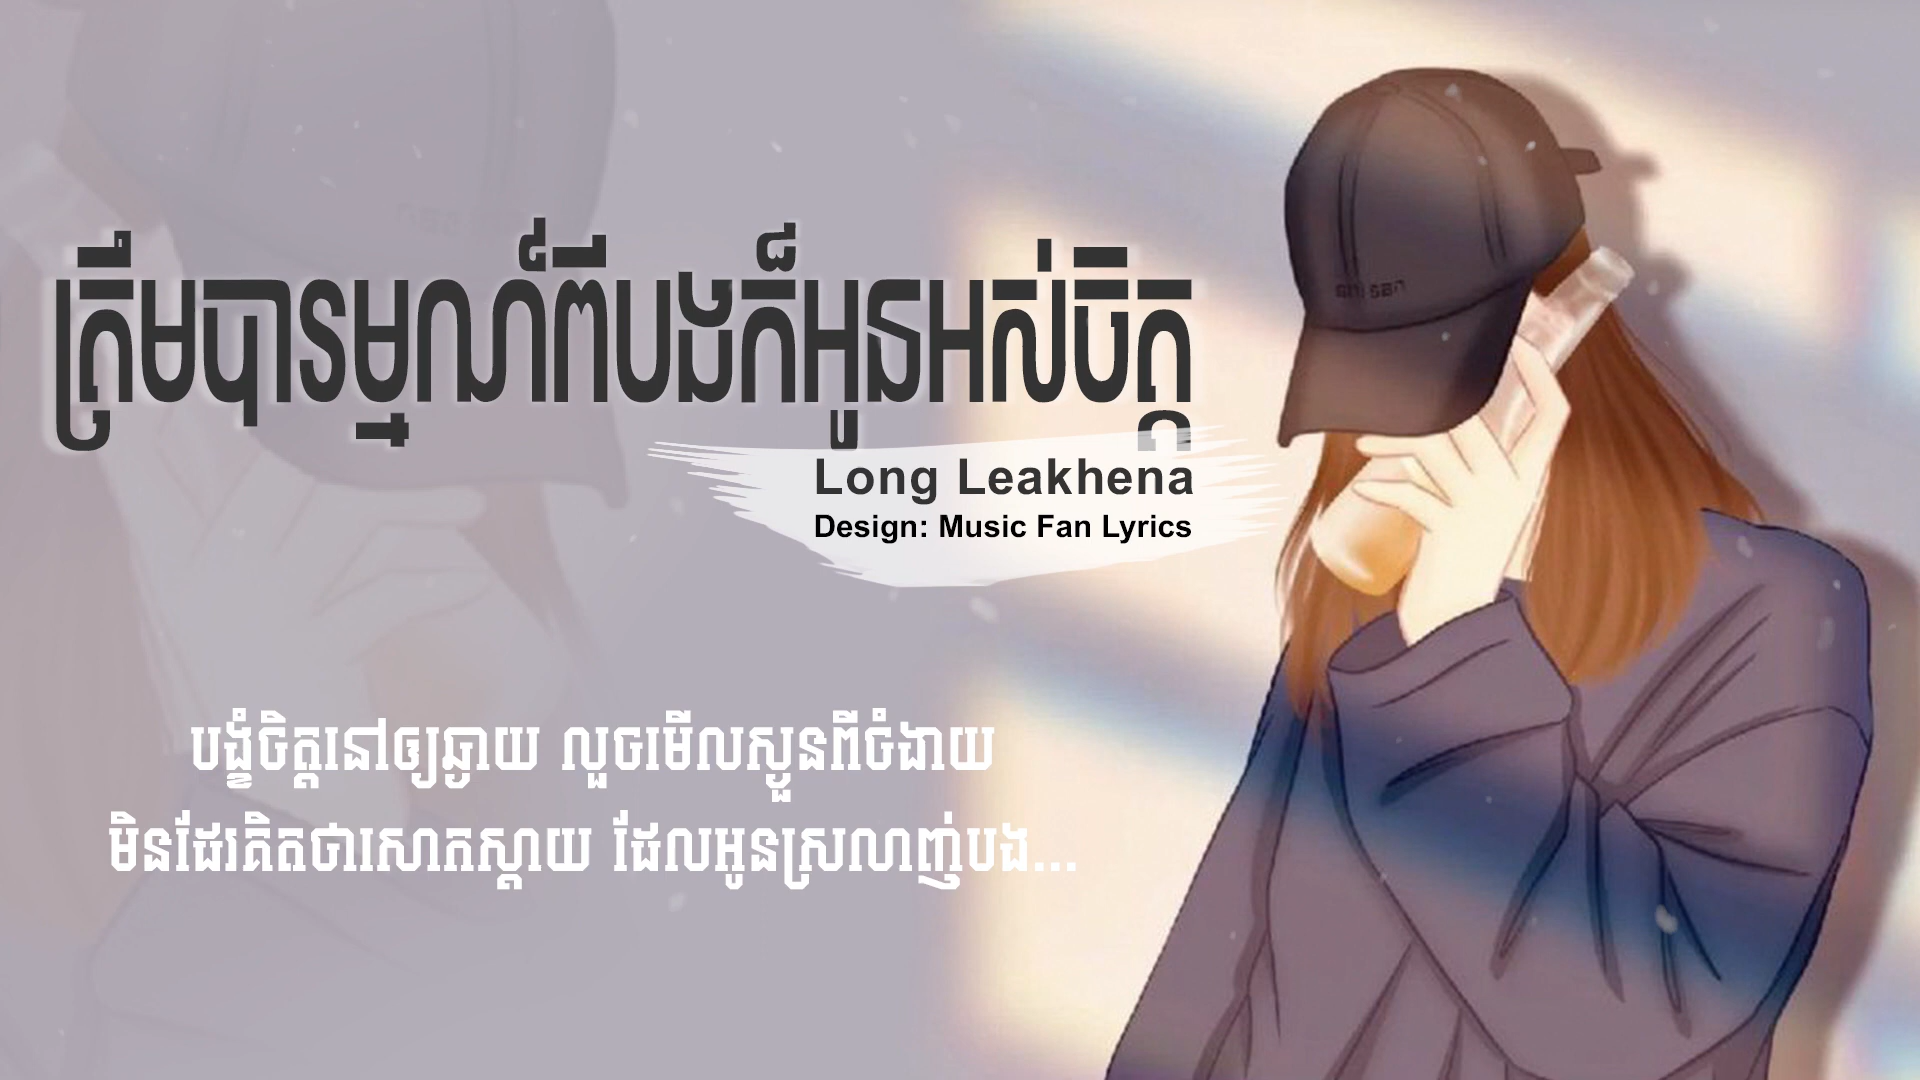 ត្រឹមបានរម្មណ៍ពីបងក៏អូនអស់ចិត្ត
Long Leakhena
Design: Music Fan Lyrics
បង្ខំចិត្តនៅឲ្យឆ្ងាយ លួចមើលស្ងួនពីចំងាយ
មិនដែរគិតថាសោកស្ដាយ ដែលអូនស្រលាញ់បង...